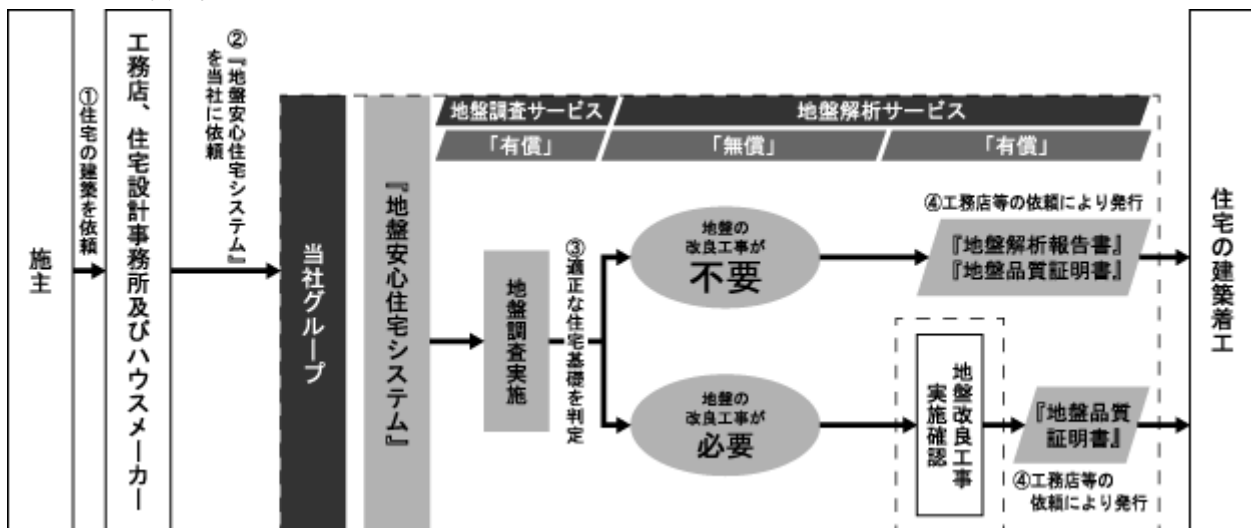 施主
①住宅の建築を依頼
工務店、住宅設計事務所及びハウスメーカー
②『地盤安心住宅システム』
を当社に依頼
当社グループ
『地盤安心住宅システム』
地盤調査サービス
地盤解析サービス
「有償」
「無償」
「有償」
地盤調査実施
③適正な住宅基礎を判定
地盤の
改良工事が
不要
④工務店等の依頼により発行
『地盤解析報告書』
『地盤品質証明書』
地盤の
改良工事が
必要
地盤改良工事
実施確認
『地盤品質
証明書』
④工務店等の
依頼により発行
住宅の建築着工